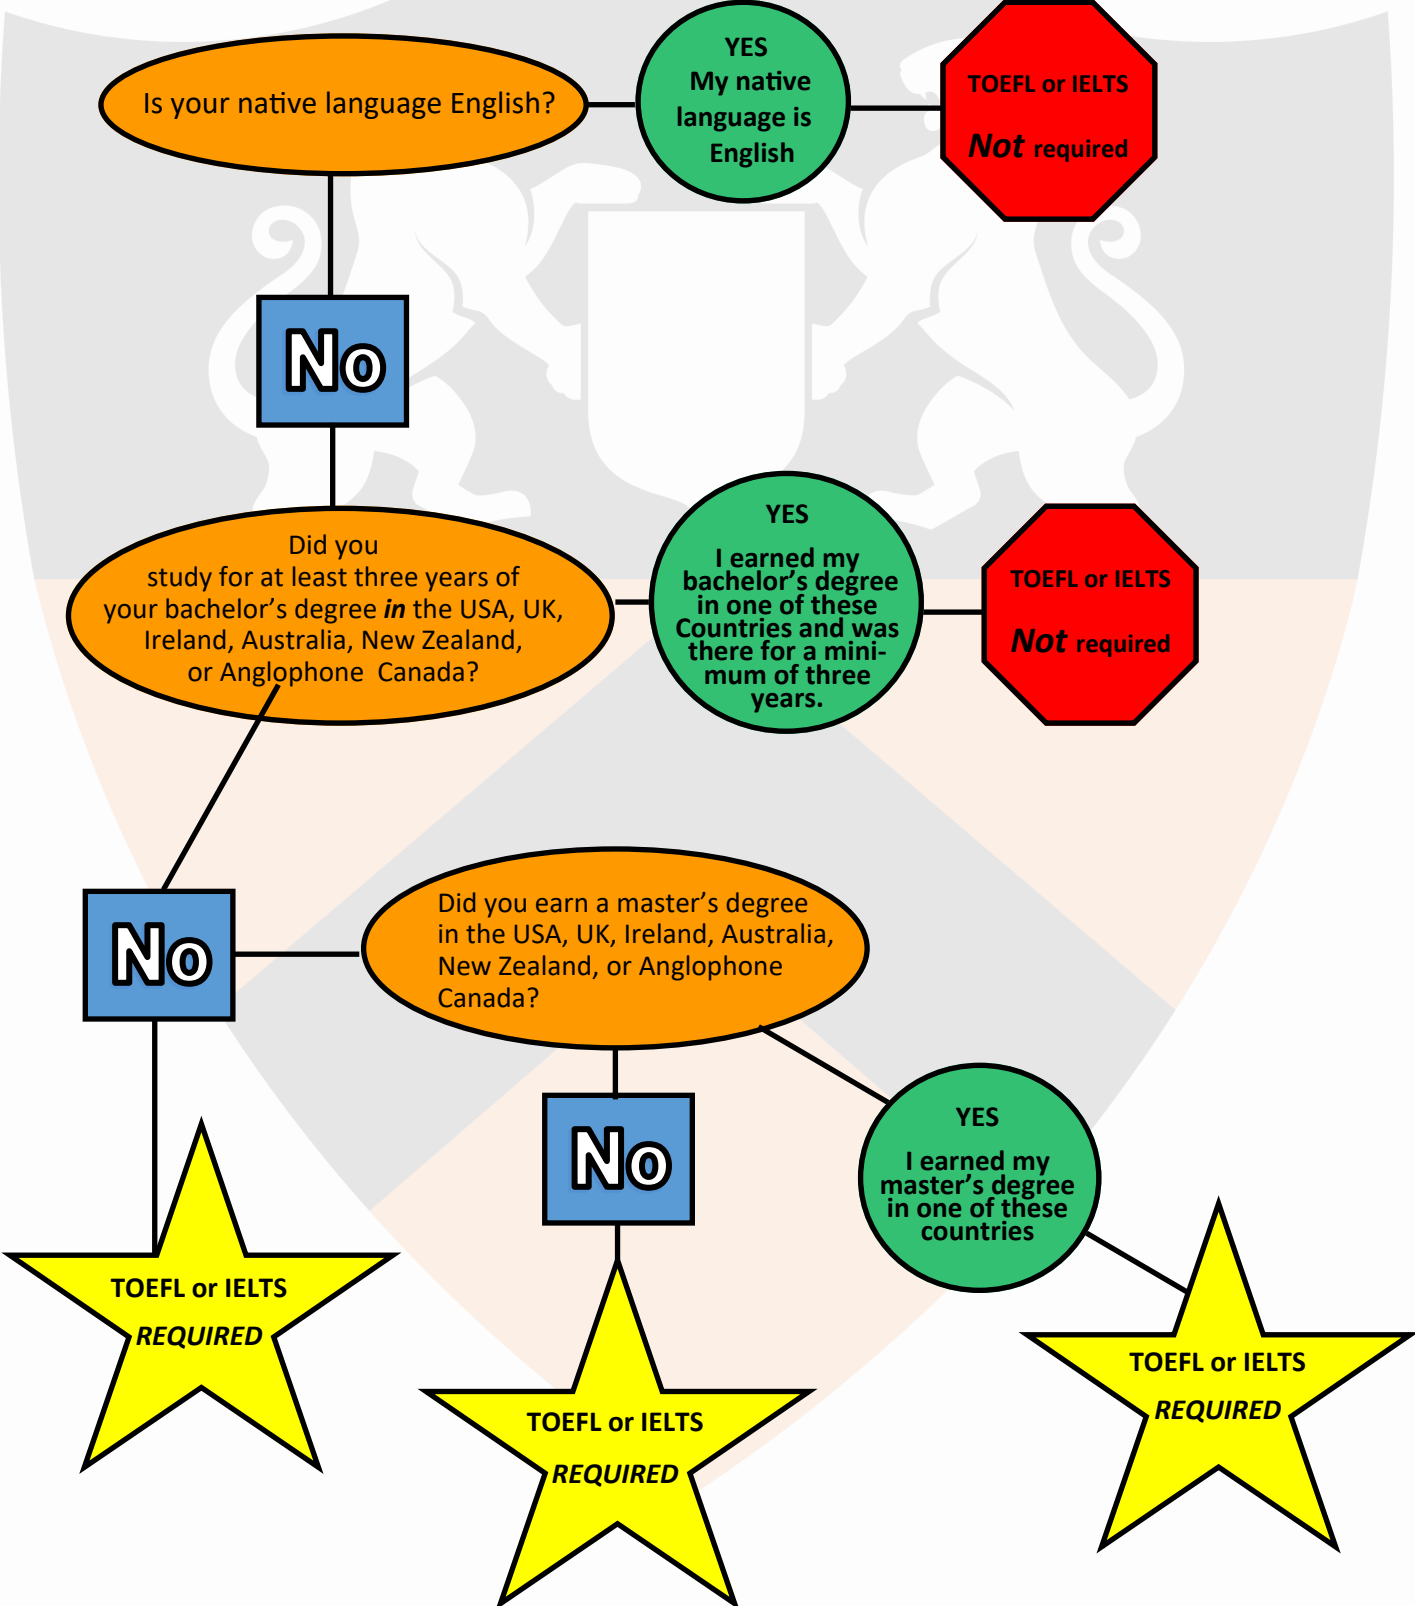 Is your native language English?
YES
My native
language is
English
TOEFL or IELTS
Not required
No
Did you
study for at least three years of
your bachelor’s degree in the USA, UK,
Ireland, Australia, New Zealand,
or Anglophone Canada?
YES
I earned my
bachelor’s degree
in one of these
Countries and was
there for a mini-
mum of three
years.
TOEFL or IELTS
Not required
No
Did you earn a master’s degree
in the USA, UK, Ireland, Australia,
New Zealand, or Anglophone
Canada?
No
YES
I earned my
master’s degree
in one of these
countries
TOEFL or IELTS
REQUIRED
TOEFL or IELTS
REQUIRED
TOEFL or IELTS
REQUIRED